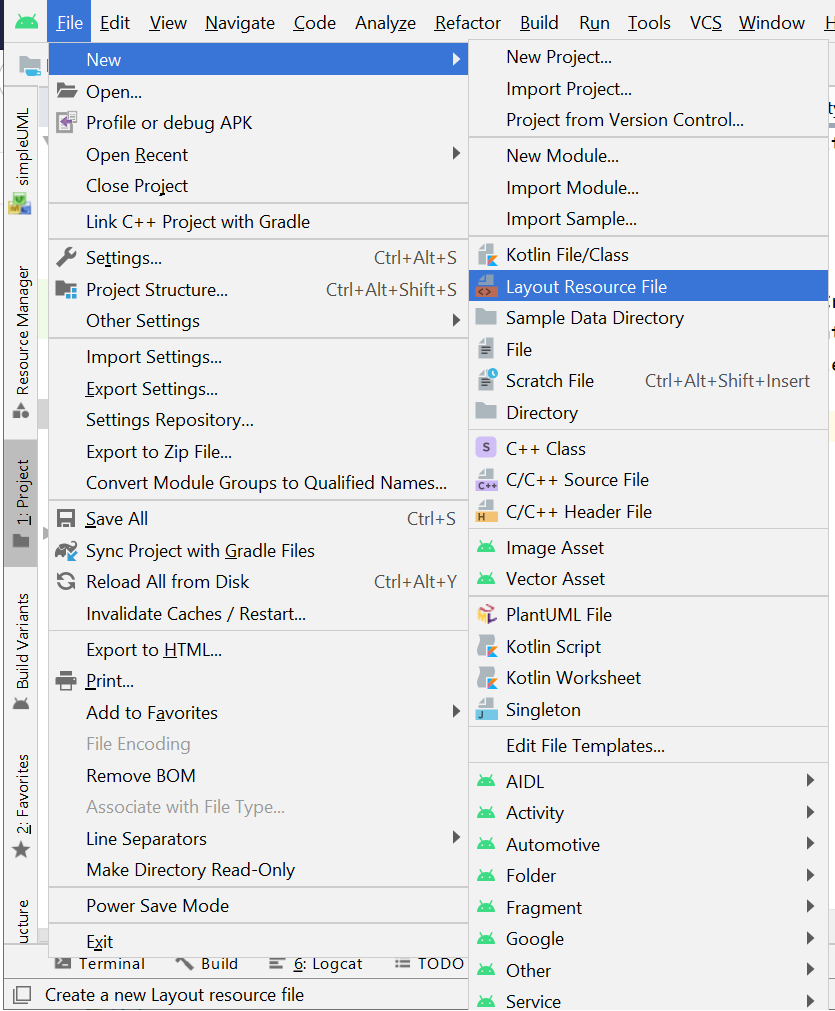 File Edit View Navigate Code Analyze Refactor Build Run Tools VCS Window H
New
Open...
Profile or debug APK
Open Recent
Close Project
Link C++ Project with Gradle
Settings... Ctrl+Alt+S
Project Structure... Ctrl+Alt+Shift+S
Other Settings
Import Settings...
Export Settings...
Settings Repository...
Export to Zip File...
Convert Module Groups to Qualified Names...
Save All Ctrl+S
Sync Project with Gradle Files
Reload All from Disk Ctrl+Alt+Y
Invalidate Caches / Restart...
Export to HTML...
Print...
Add to Favorites
File Encoding
Remove BOM
Associate with File Type...
Line Separators
Make Directory Read-Only
Power Save Mode
Exit
New Project...
Import Project...
Project from Version Control...
New Module...
Import Module...
Import Sample...
Kotlin File/Class
Layout Resource File
Sample Data Directory
File
Scratch File Ctrl+Alt+Shift+Insert
Directory
C++ Class
C/C++ Source File
C/C++ Header File
Image Asset
Vector Asset
PlantUML File
Kotlin Script
Kotlin Worksheet
Singleton
Edit File Templates...
AIDL
Activity
Automotive
Folder
Fragment
Google
Other
Service
simpleUML
Resource Manager
1: Project
Build Variants
2: Favorites
ucture
Terminal Build 6: Logcat TODO
Create a new Layout resource file